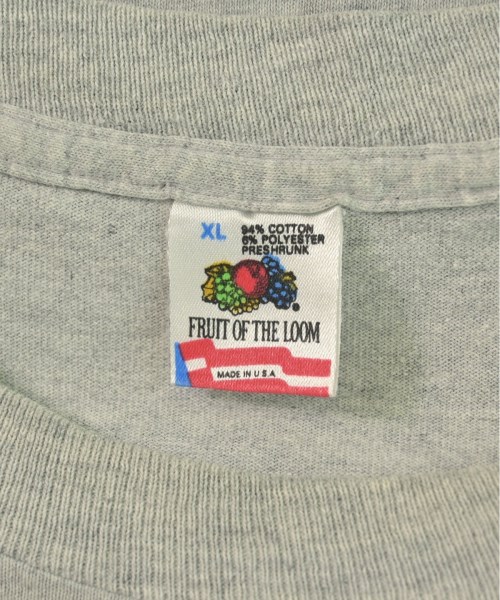 XL
94% COTTON
6% POLYESTER
PRESHRUNK
®
FRUIT OF THE LOOM
MADE IN U.S.A